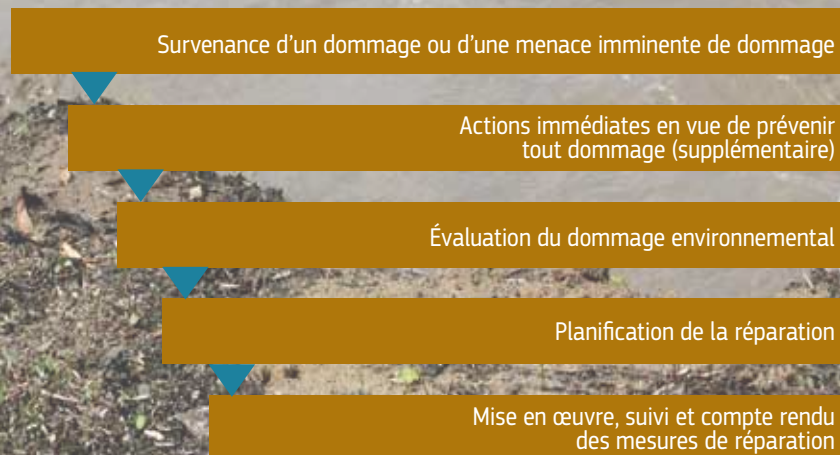 Survenance d’un dommage ou d’une menace imminente de dommage
Actions immédiates en vue de prévenir
tout dommage (supplémentaire)
Évaluation du dommage environnemental
Planification de la réparation
Mise en œuvre, suivi et compte rendu
des mesures de réparation